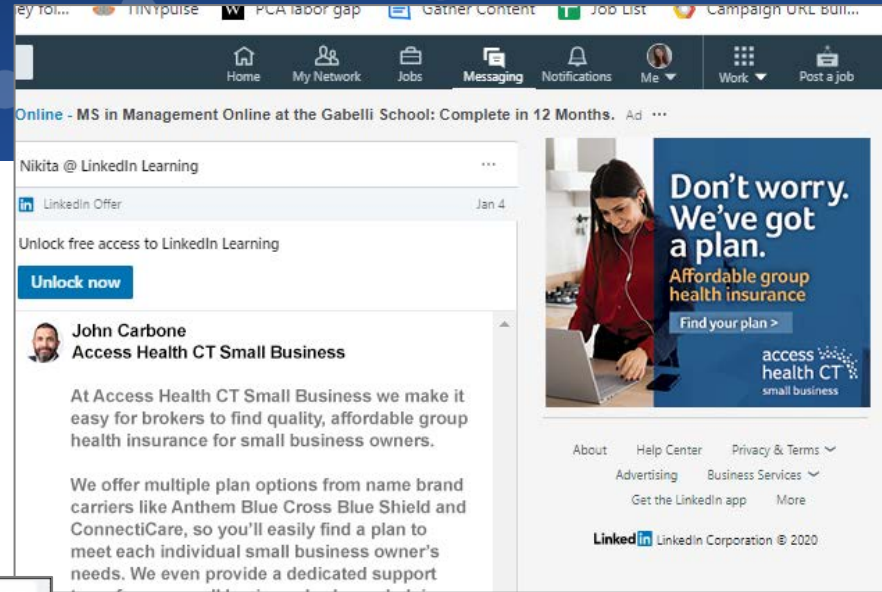 TINYpulse W PCA labor gap Gather Content Job List Campaign URL Buil...
Home My Network Jobs Messaging Notifications Me Work Post a job
Online - MS in Management Online at the Gabelli School: Complete in 12 Months. Ad ...
Nikita @ LinkedIn Learning ...
in LinkedIn Offer Jan 4
Unlock free access to LinkedIn Learning
Unlock now
John Carbone
Access Health CT Small Business
At Access Health CT Small Business we make it
easy for brokers to find quality, affordable group
health insurance for small business owners.
We offer multiple plan options from name brand
carriers like Anthem Blue Cross Blue Shield and
ConnectiCare, so you'll easily find a plan to
meet each individual small business owner's
needs. We even provide a dedicated support
Don't worry.
We've got
a plan.
Affordable group
health insurance
Find your plan >
access
health CT
small business
About Help Center Privacy & Terms
Advertising Business Services
Get the LinkedIn app More
Linked in LinkedIn Corporation © 2020